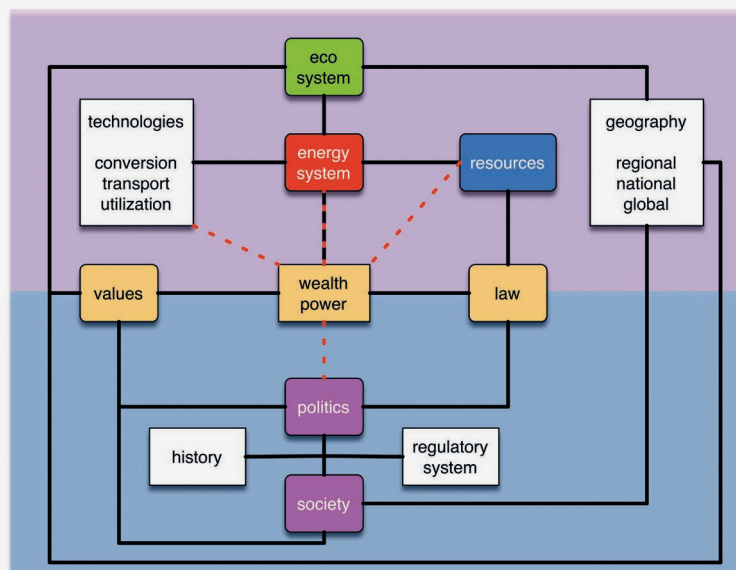 eco
system
technologies
conversion
transport
utilization
energy
system
resources
geography
regional
national
global
values
wealth
power
law
politics
history
regulatory
system
society